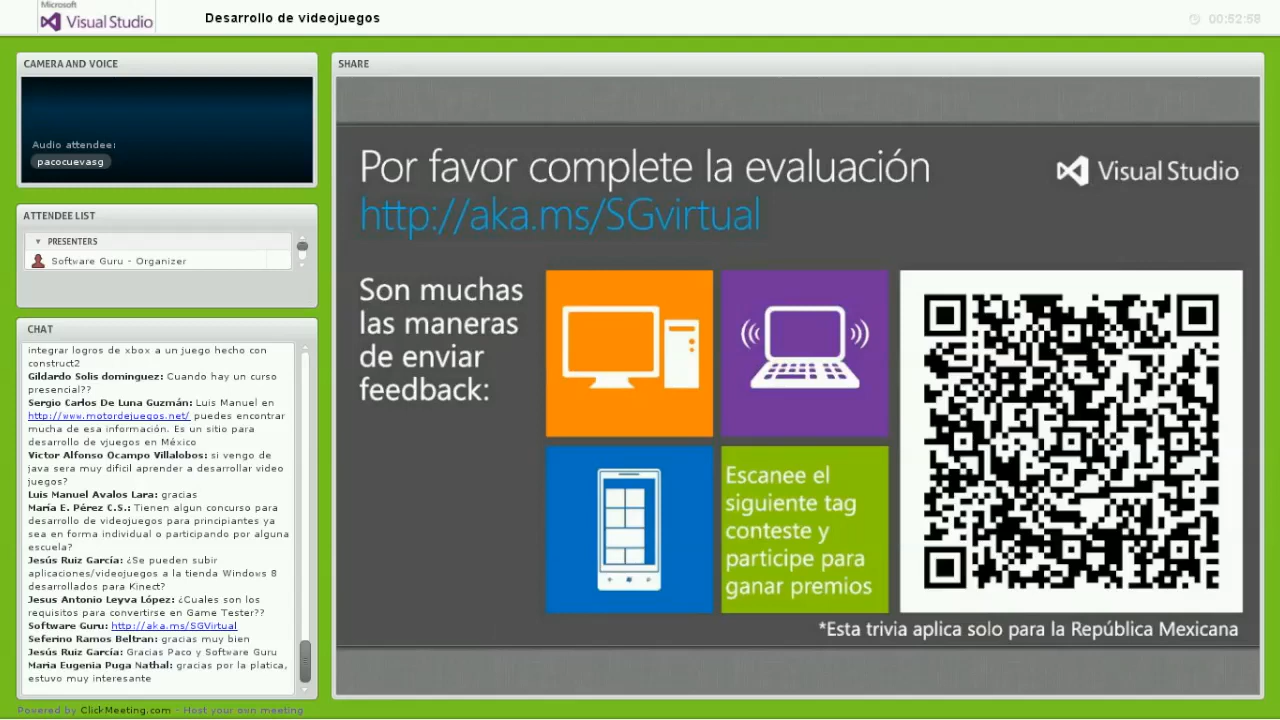 Microsoft
Visual Studio
Desarrollo de videojuegos
00:52:58
CAMERA AND VOICE
Audio attendee:
pacocuevasg
ATTENDEE LIST
PRESENTERS
Software Guru - Organizer
CHAT
integrar logros de xbox a un juego hecho con
construct2
Gildardo Solis dominguez: Cuando hay un curso
presencial??
Sergio Carlos De Luna Guzmán: Luis Manuel en
http://www.motordejuegos.net/ puedes encontrar
mucha de esa información. Es un sitio para
desarrollo de vjuegos en México
Victor Alfonso Ocampo Villalobos: si vengo de
java sera muy dificil aprender a desarrollar video
juegos?
Luis Manuel Avalos Lara: gracias
María E. Pérez C.S.: Tienen algun concurso para
desarrollo de videojuegos para principiantes ya
sea en forma individual o participando por alguna
escuela?
Jesús Ruiz García: ¿Se pueden subir
aplicaciones/videojuegos a la tienda Windows 8
desarrollados para Kinect?
Jesus Antonio Leyva López: ¿Cuales son los
requisitos para convertirse en Game Tester??
Software Guru: http://aka.ms/SGVirtual
Seferino Ramos Beltran: gracias muy bien
Jesús Ruiz García: Gracias Paco y Software Guru
Maria Eugenia Puga Nathal: gracias por la platica,
estuvo muy interesante
Powered by ClickMeeting.com - Host your own meeting
SHARE
Por favor complete la evaluación
http://aka.ms/SGvirtual
Visual Studio
Son muchas
las maneras
de enviar
feedback:
Escanee el
siguiente tag
conteste y
participe para
ganar premios
*Esta trivia aplica solo para la República Mexicana